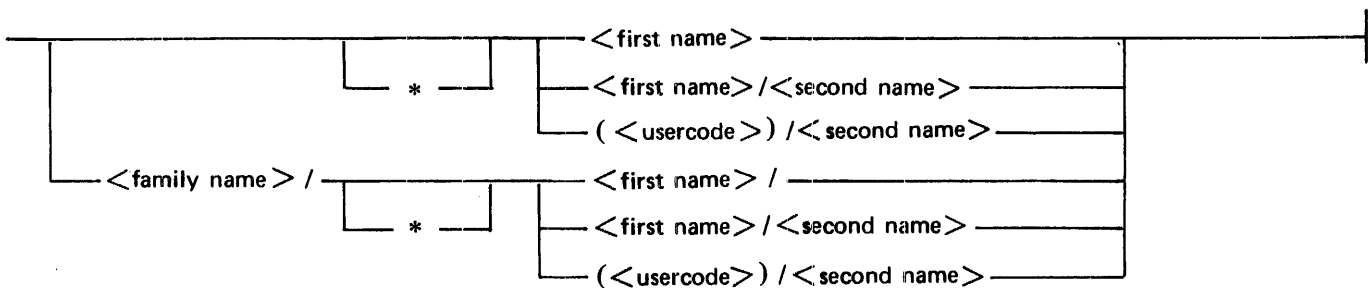 <first name>
* <first name>/<second name>
(<usercode>)/<second name>
<family name> / <first name> /
* <first name>/<second name>
(<usercode>)/<second name>